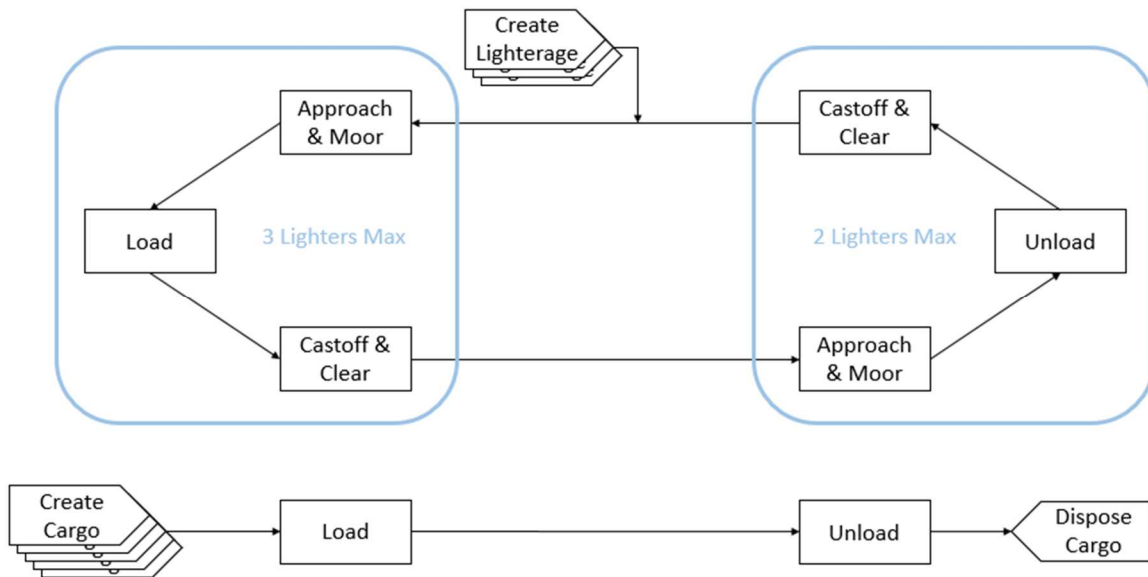 Create
Lighterage
Approach
& Moor
Castoff &
Clear
Load
3 Lighters Max
2 Lighters Max
Unload
Castoff &
Clear
Approach
& Moor
Create
Cargo
Load
Unload
Dispose
Cargo